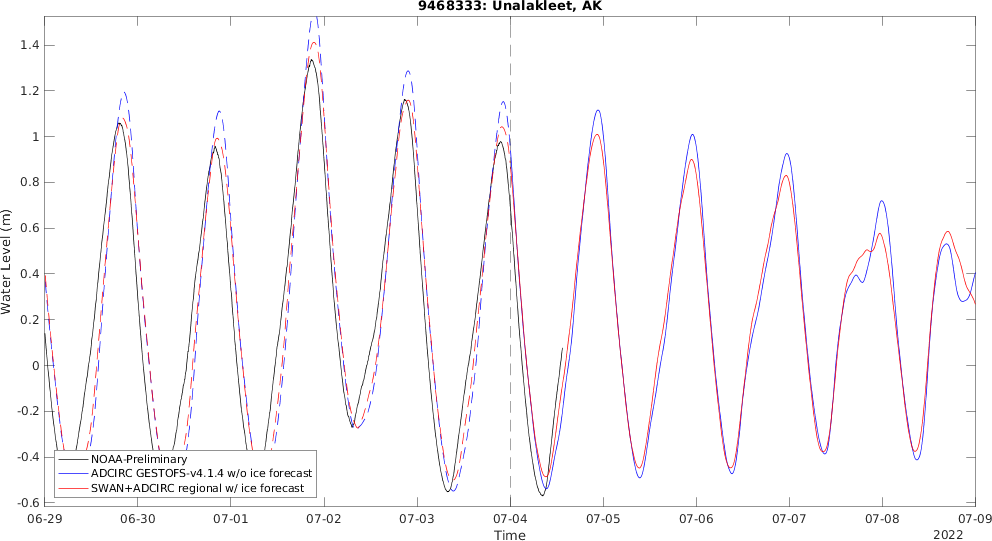 9468333: Unalakleet, AK
Water Level (m)
1.4
1.2
1
0.8
0.6
0.4
0.2
0
-0.2
-0.4
-0.6
NOAA-Preliminary
ADCIRC GESTOFS-v4.1.4 w/o ice forecast
SWAN+ADCIRC regional w/ ice forecast
06-29 06-30 07-01 07-02 07-03 07-04 07-05 07-06 07-07 07-08 07-09
Time
2022